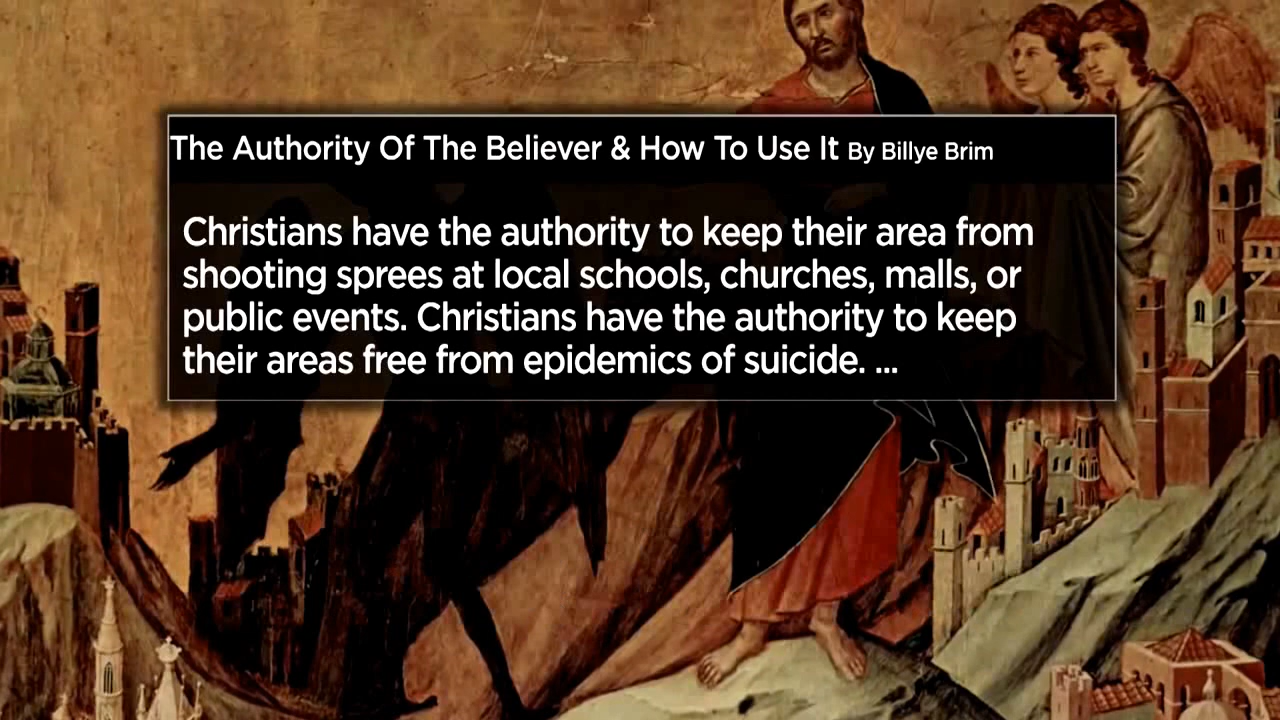 The Authority Of The Believer & How To Use It By Billye Brim
Christians have the authority to keep their area from
shooting sprees at local schools, churches, malls, or
public events. Christians have the authority to keep
their areas free from epidemics of suicide. ...